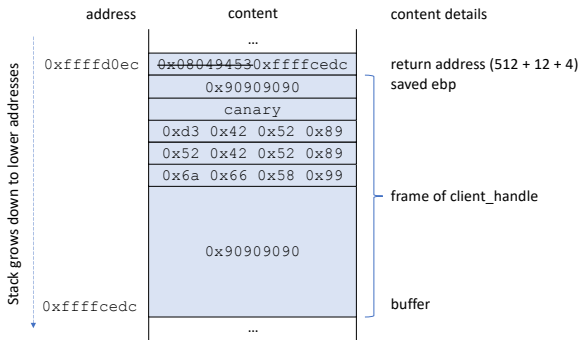 address content content details
...
0xffffd0ec 0x080494530xffffcedc return address (512 + 12 + 4)
0x90909090 saved ebp
canary
0xd3 0x42 0x52 0x89
0x52 0x42 0x52 0x89
0x6a 0x66 0x58 0x99
frame of client_handle
0x90909090
0xffffcedc buffer
...
Stack grows down to lower addresses